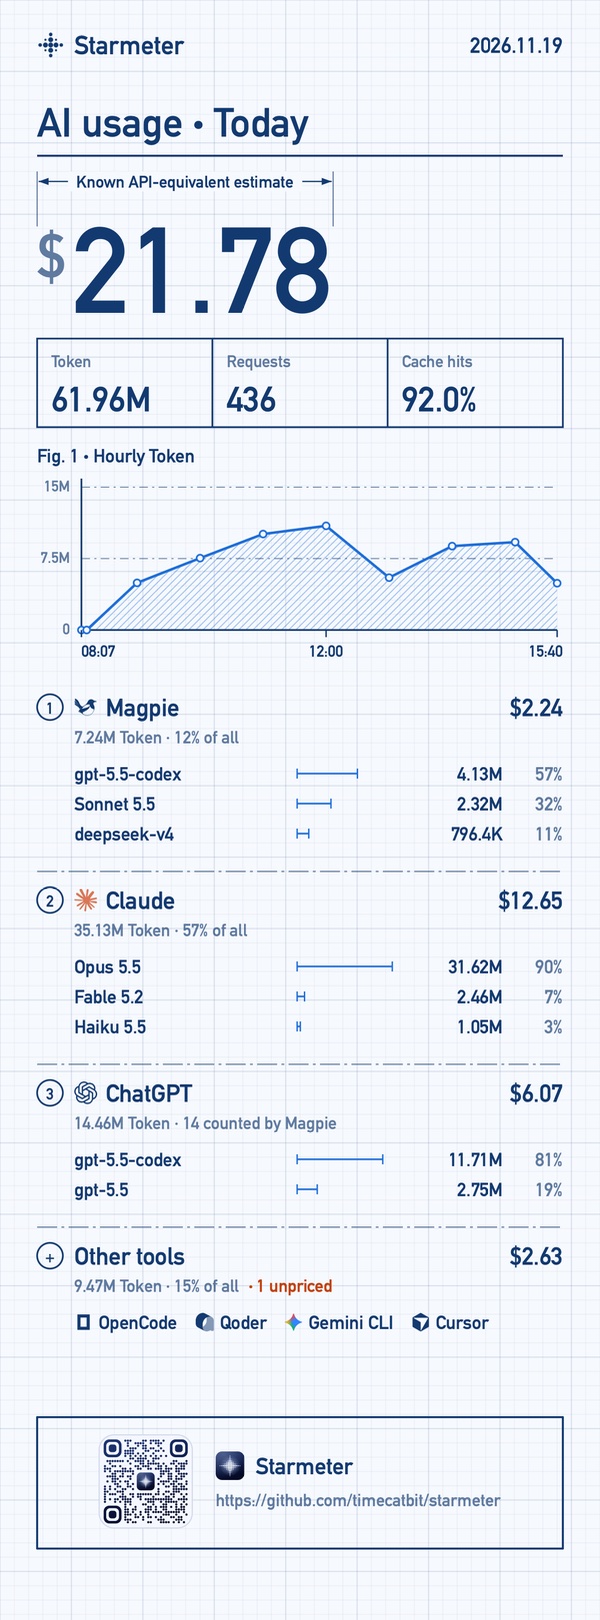 Starmeter 2026.11.19
AI usage · Today
Known API-equivalent estimate
$21.78
Token Requests Cache hits
61.96M 436 92.0%
Fig. 1 • Hourly Token
15M
7.5M
0
08:07 12:00 15:40
1 Magpie $2.24
7.24M Token · 12% of all
gpt-5.5-codex 4.13M 57%
Sonnet 5.5 2.32M 32%
deepseek-v4 796.4K 11%
2 Claude $12.65
35.13M Token · 57% of all
Opus 5.5 31.62M 90%
Fable 5.2 2.46M 7%
Haiku 5.5 1.05M 3%
3 ChatGPT $6.07
14.46M Token · 14 counted by Magpie
gpt-5.5-codex 11.71M 81%
gpt-5.5 2.75M 19%
+ Other tools $2.63
9.47M Token · 15% of all · 1 unpriced
OpenCode Qoder Gemini CLI Cursor
Starmeter
https://github.com/timecatbit/starmeter